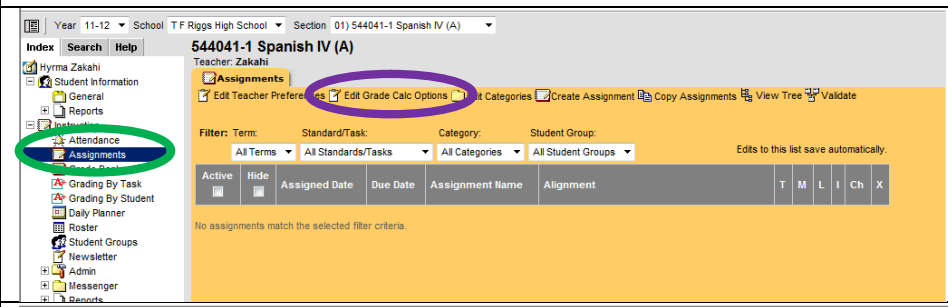 Year 11-12 School T F Riggs High School Section 01) 544041-1 Spanish IV (A)
Index Search Help
544041-1 Spanish IV (A)
Teacher: Zakahi
Hyrma Zakahi
Student Information
General
Reports
Attendance
Assignments
Grading By Task
Grading By Student
Daily Planner
Roster
Student Groups
Newsletter
Admin
Messenger
Reports
Assignments
Edit Teacher Preferences Edit Grade Calc Options Edit Categories Create Assignment Copy Assignments View Tree Validate
Filter: Term: Standard/Task: Category: Student Group:
All Terms All Standards/Tasks All Categories All Student Groups Edits to this list save automatically.
Active Hide Assigned Date Due Date Assignment Name Alignment T M L I Ch X
No assignments match the selected filter criteria.